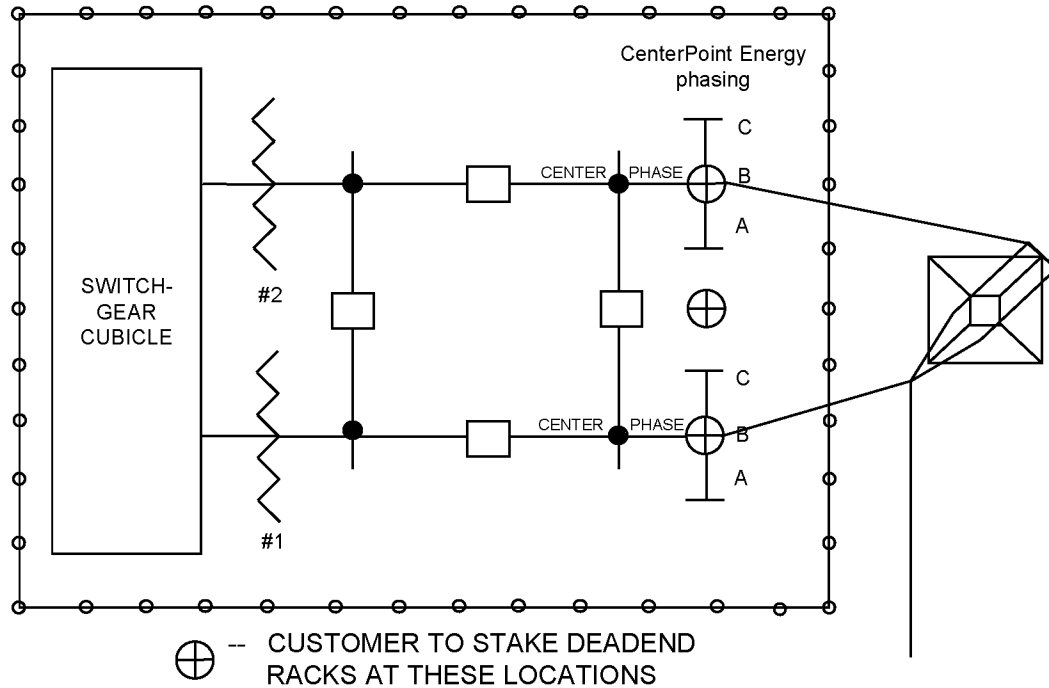 CenterPoint Energy
phasing
C
CENTER PHASE B
A
#2
SWITCH-
GEAR
CUBICLE
C
CENTER PHASE B
A
#1
-- CUSTOMER TO STAKE DEADEND
RACKS AT THESE LOCATIONS